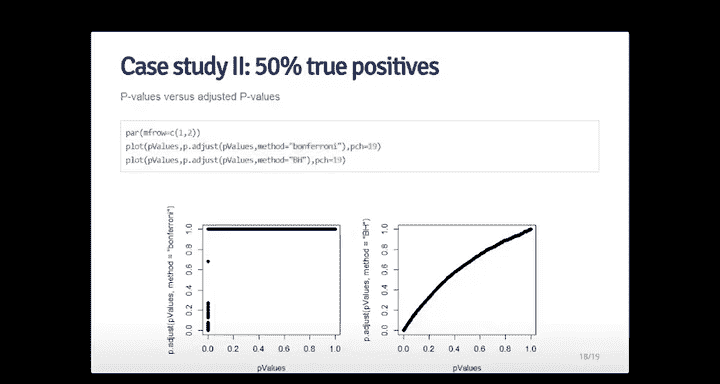 Case study II: 50% true positives
P-values versus adjusted P-values
par(mfrow=c(1,2))
plot(pValues,p.adjust(pValues,method="bonferroni"),pch=19)
plot(pValues,p.adjust(pValues,method="BH"),pch=19)
p.adjust(pValues, method = "bonferroni")
0.0 0.2 0.4 0.6 0.8 1.0
0.0 0.2 0.4 0.6 0.8 1.0
pValues
p.adjust(pValues, method = "BH")
0.0 0.2 0.4 0.6 0.8 1.0
0.0 0.2 0.4 0.6 0.8 1.0
pValues
18/19